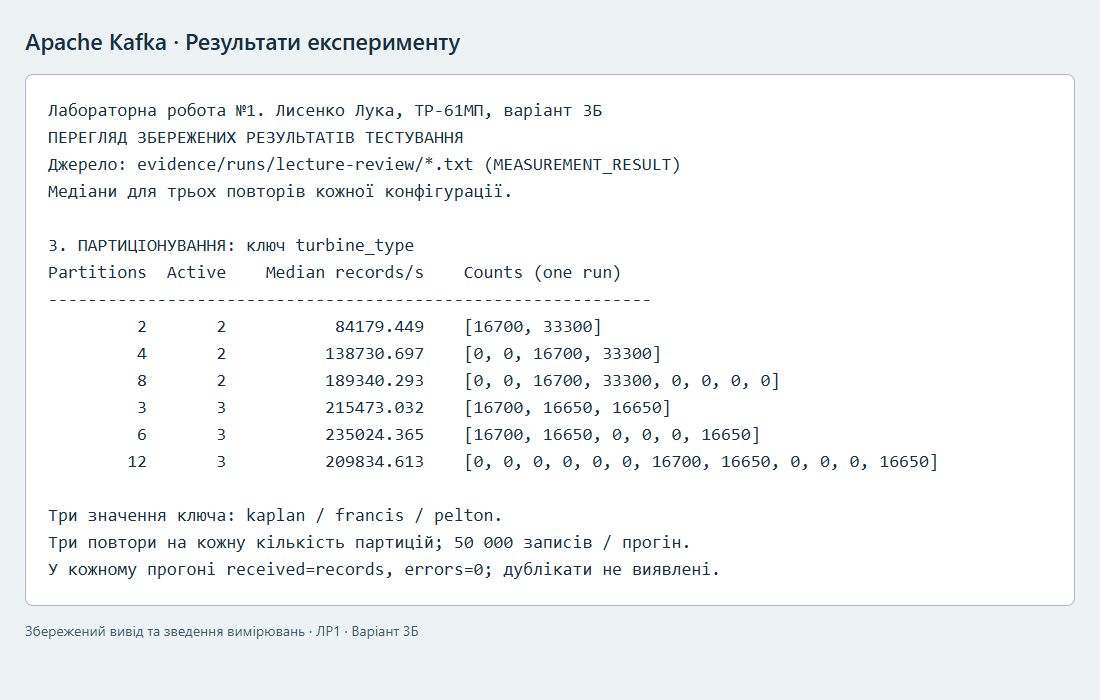 Apache Kafka · Результати експерименту
Лабораторна робота №1. Лисенко Лука, ТР-61МП, варіант 3Б
ПЕРЕГЛЯД ЗБЕРЕЖЕНИХ РЕЗУЛЬТАТІВ ТЕСТУВАННЯ
Джерело: evidence/runs/lecture-review/*.txt (MEASUREMENT_RESULT)
Медіани для трьох повторів кожної конфігурації.
3. ПАРТИЦІОНУВАННЯ: ключ turbine_type
Partitions  Active    Median records/s    Counts (one run)
-------------------------------------------------------------
2       2           84179.449    [16700, 33300]
4       2          138730.697    [0, 0, 16700, 33300]
8       2          189340.293    [0, 0, 16700, 33300, 0, 0, 0, 0]
3       3          215473.032    [16700, 16650, 16650]
6       3          235024.365    [16700, 16650, 0, 0, 0, 16650]
12       3          209834.613    [0, 0, 0, 0, 0, 0, 16700, 16650, 0, 0, 0, 16650]
Три значення ключа: kaplan / francis / pelton.
Три повтори на кожну кількість партицій; 50 000 записів / прогін.
У кожному прогоні received=records, errors=0; дублікати не виявлені.
Збережений вивід та зведення вимірювань · ЛР1 · Варіант 3Б